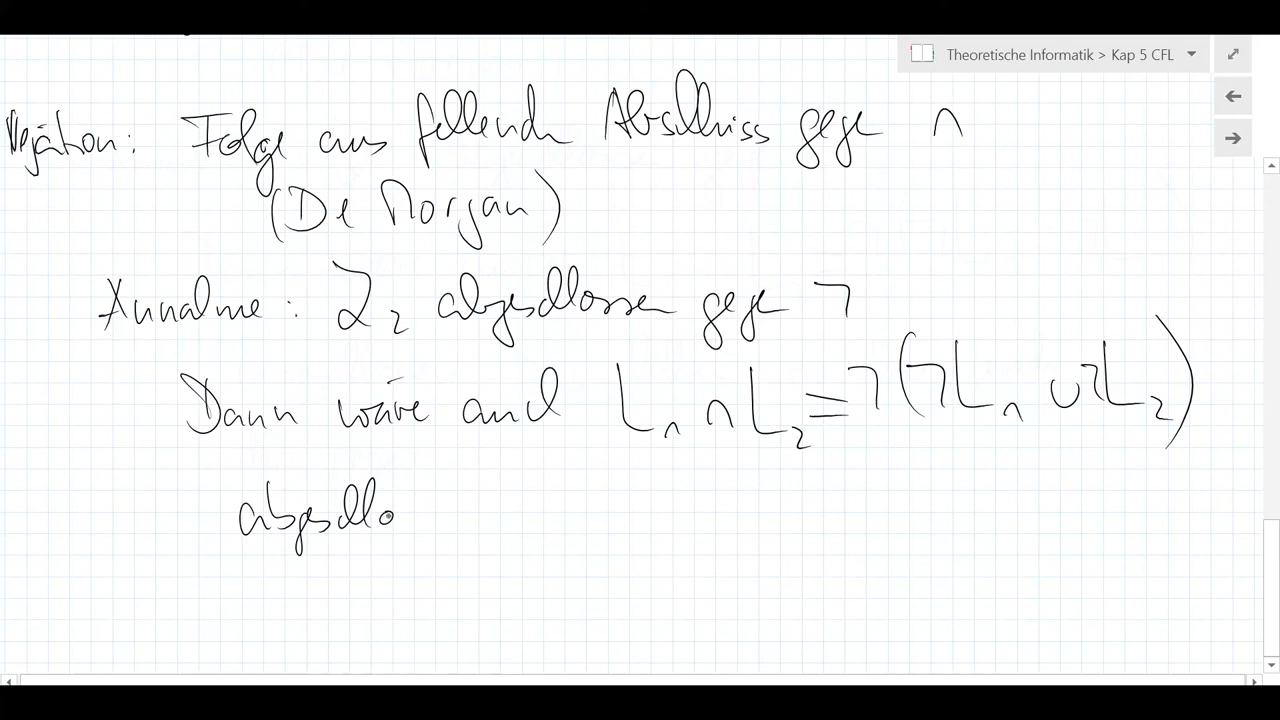 Theoretische Informatik > Kap 5 CFL
Negation: Folge aus fehlendem Abschluss gegen ∩
(De Morgan)
Annahme: L₂ abgeschlossen gegen ¬
Dann wäre auch L₁ ∩ L₂ = ¬(¬L₁ ∪ ¬L₂)
abgeschlo